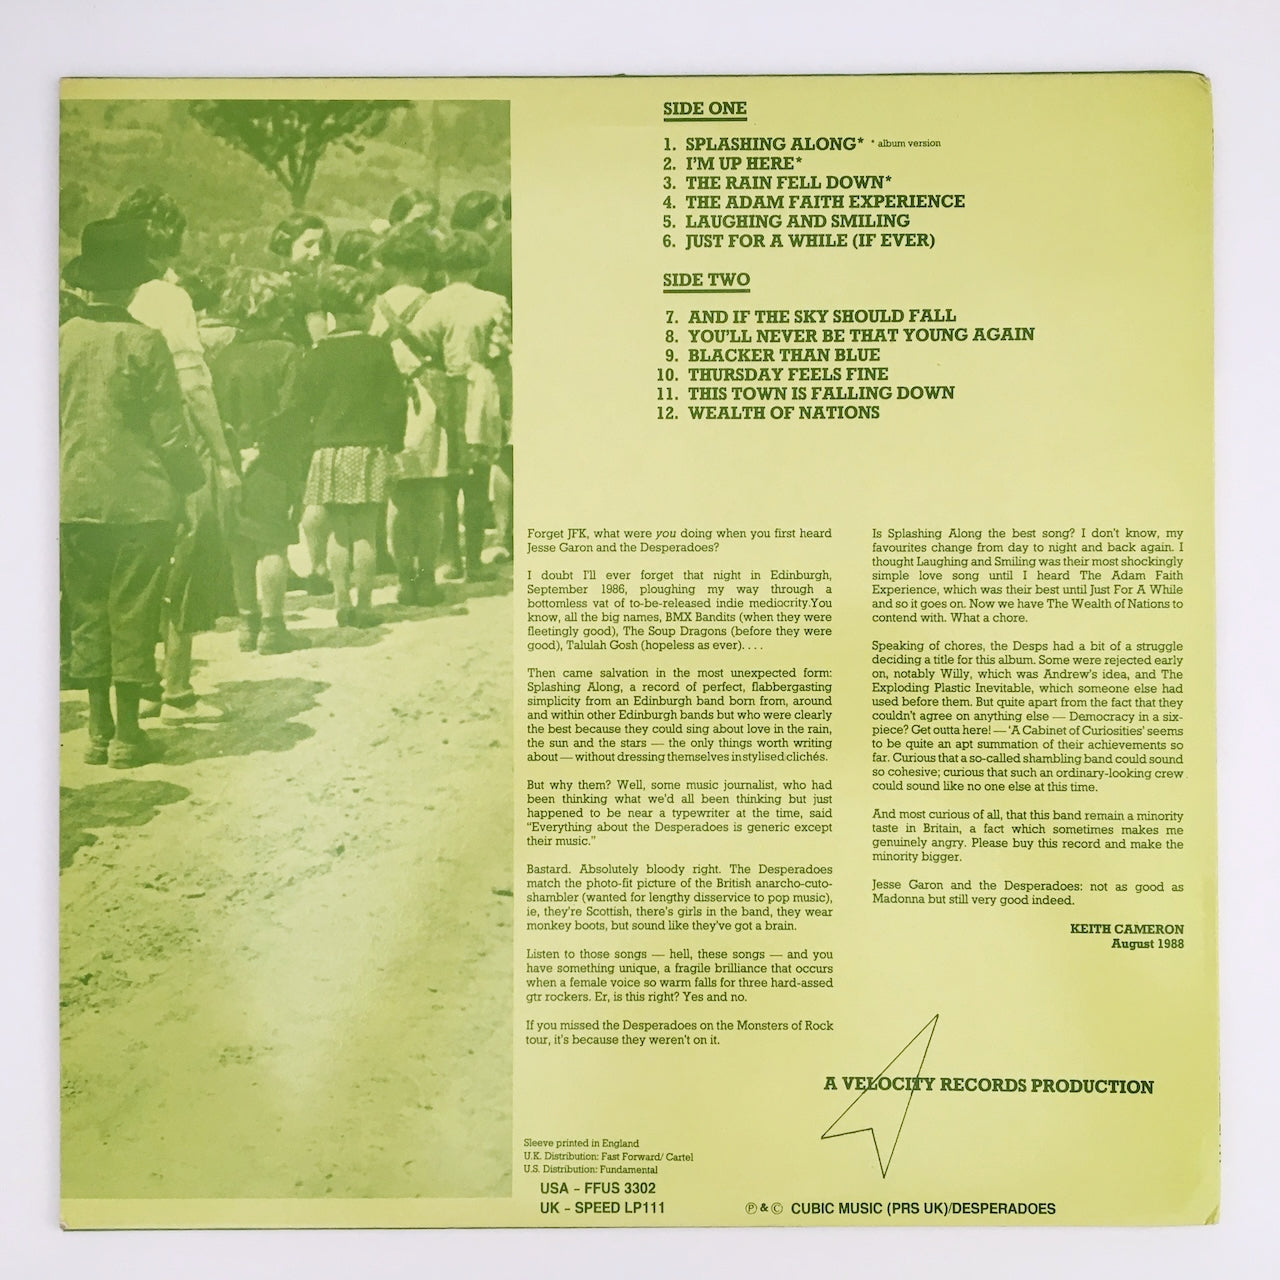 SIDE ONE
1. SPLASHING ALONG* * album version
2. I'M UP HERE*
3. THE RAIN FELL DOWN*
4. THE ADAM FAITH EXPERIENCE
5. LAUGHING AND SMILING
6. JUST FOR A WHILE (IF EVER)
SIDE TWO
7. AND IF THE SKY SHOULD FALL
8. YOU'LL NEVER BE THAT YOUNG AGAIN
9. BLACKER THAN BLUE
10. THURSDAY FEELS FINE
11. THIS TOWN IS FALLING DOWN
12. WEALTH OF NATIONS
Forget JFK, what were you doing when you first heard
Jesse Garon and the Desperadoes?
I doubt I'll ever forget that night in Edinburgh,
September 1986, ploughing my way through a
bottomless vat of to-be-released indie mediocrity.You
know, all the big names, BMX Bandits (when they were
fleetingly good), The Soup Dragons (before they were
good), Talulah Gosh (hopeless as ever). . . .
Then came salvation in the most unexpected form:
Splashing Along, a record of perfect, flabbergasting
simplicity from an Edinburgh band born from, around
and within other Edinburgh bands but who were clearly
the best because they could sing about love in the rain,
the sun and the stars — the only things worth writing
about — without dressing themselves in stylised clichés.
But why them? Well, some music journalist, who had
been thinking what we'd all been thinking but just
happened to be near a typewriter at the time, said
"Everything about the Desperadoes is generic except
their music."
Bastard. Absolutely bloody right. The Desperadoes
match the photo-fit picture of the British anarcho-cuto-
shambler (wanted for lengthy disservice to pop music),
ie, they're Scottish, there's girls in the band, they wear
monkey boots, but sound like they've got a brain.
Listen to those songs — hell, these songs — and you
have something unique, a fragile brilliance that occurs
when a female voice so warm falls for three hard-assed
gtr rockers. Er, is this right? Yes and no.
If you missed the Desperadoes on the Monsters of Rock
tour, it's because they weren't on it.
Is Splashing Along the best song? I don't know, my
favourites change from day to night and back again. I
thought Laughing and Smiling was their most shockingly
simple love song until I heard The Adam Faith
Experience, which was their best until Just For A While
and so it goes on. Now we have The Wealth of Nations to
contend with. What a chore.
Speaking of chores, the Desps had a bit of a struggle
deciding a title for this album. Some were rejected early
on, notably Willy, which was Andrew's idea, and The
Exploding Plastic Inevitable, which someone else had
used before them. But quite apart from the fact that they
couldn't agree on anything else — Democracy in a six-
piece? Get outta here! — 'A Cabinet of Curiosities' seems
to be quite an apt summation of their achievements so
far. Curious that a so-called shambling band could sound
so cohesive; curious that such an ordinary-looking crew
could sound like no one else at this time.
And most curious of all, that this band remain a minority
taste in Britain, a fact which sometimes makes me
genuinely angry. Please buy this record and make the
minority bigger.
Jesse Garon and the Desperadoes: not as good as
Madonna but still very good indeed.
KEITH CAMERON
August 1988
A VELOCITY RECORDS PRODUCTION
Sleeve printed in England
U.K. Distribution: Fast Forward/ Cartel
U.S. Distribution: Fundamental
USA - FFUS 3302
UK - SPEED LP111
℗ & © CUBIC MUSIC (PRS UK)/DESPERADOES